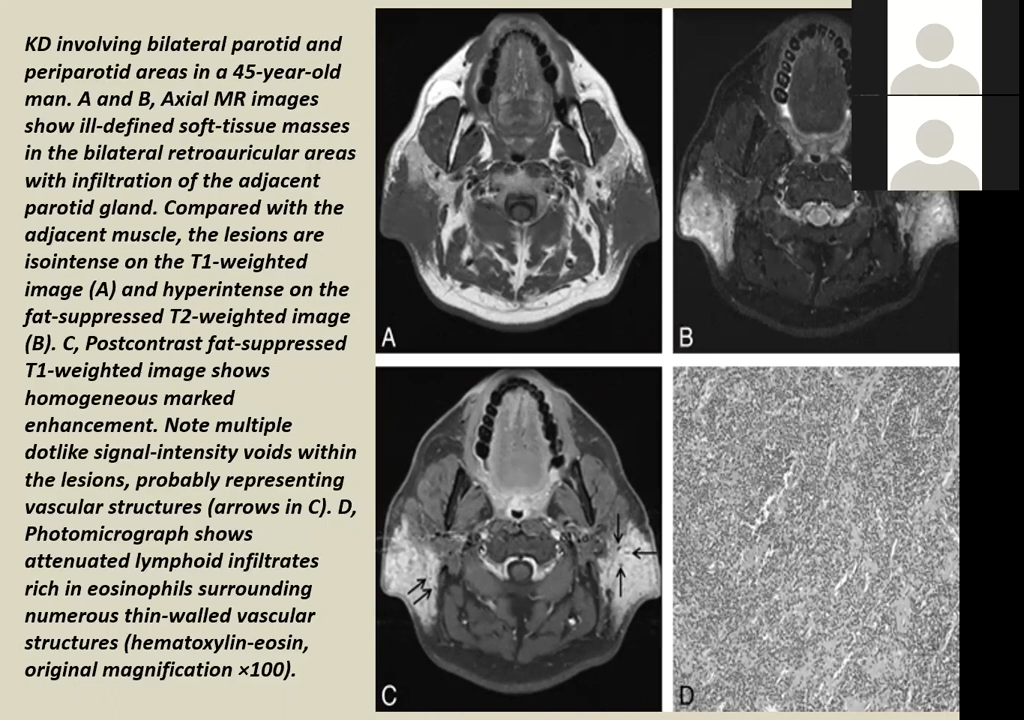 KD involving bilateral parotid and
periparotid areas in a 45-year-old
man. A and B, Axial MR images
show ill-defined soft-tissue masses
in the bilateral retroauricular areas
with infiltration of the adjacent
parotid gland. Compared with the
adjacent muscle, the lesions are
isointense on the T1-weighted
image (A) and hyperintense on the
fat-suppressed T2-weighted image
(B). C, Postcontrast fat-suppressed
T1-weighted image shows
homogeneous marked
enhancement. Note multiple
dotlike signal-intensity voids within
the lesions, probably representing
vascular structures (arrows in C). D,
Photomicrograph shows
attenuated lymphoid infiltrates
rich in eosinophils surrounding
numerous thin-walled vascular
structures (hematoxylin-eosin,
original magnification ×100).
A
B
C
D